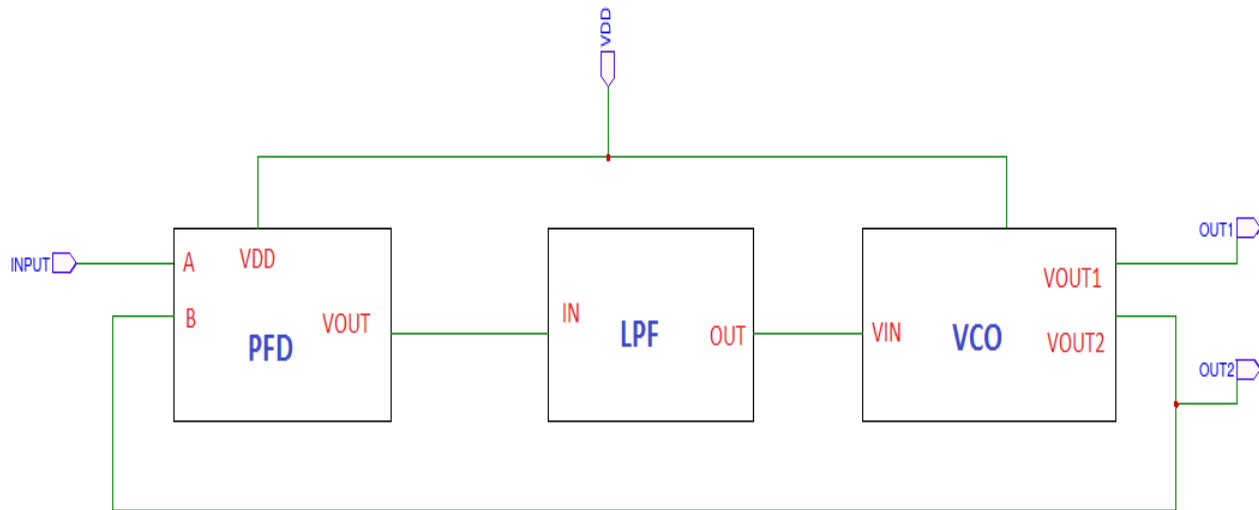 VDD
INPUT
A
VDD
B
VOUT
PFD
IN
LPF
OUT
VIN
VCO
VOUT1
VOUT2
OUT1
OUT2